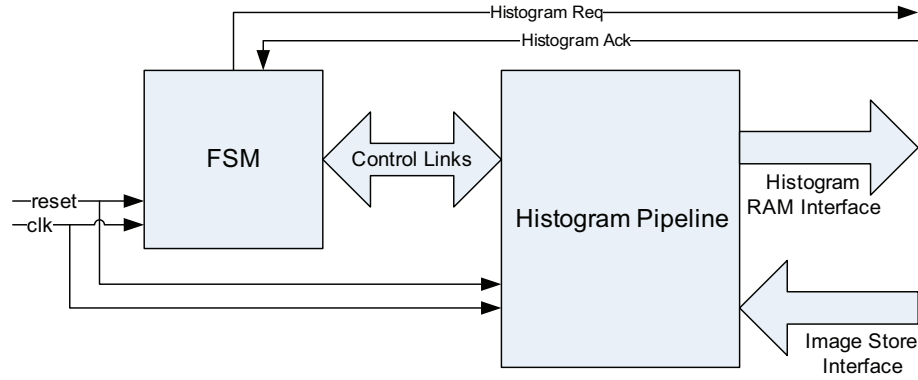 Histogram Req
Histogram Ack
FSM
Control Links
reset
clk
Histogram Pipeline
Histogram
RAM Interface
Image Store
Interface